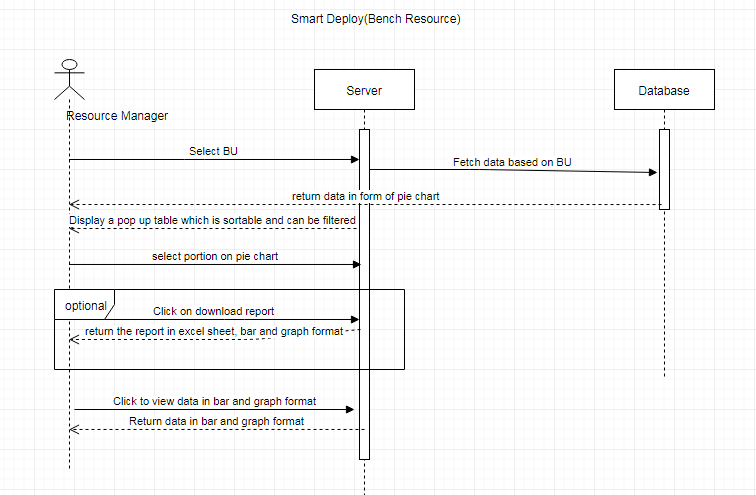 Smart Deploy(Bench Resource)
Server
Database
Resource Manager
Select BU
Fetch data based on BU
return data in form of pie chart
Display a pop up table which is sortable and can be filtered
select portion on pie chart
optional
Click on download report
return the report in excel sheet, bar and graph format
Click to view data in bar and graph format
Return data in bar and graph format